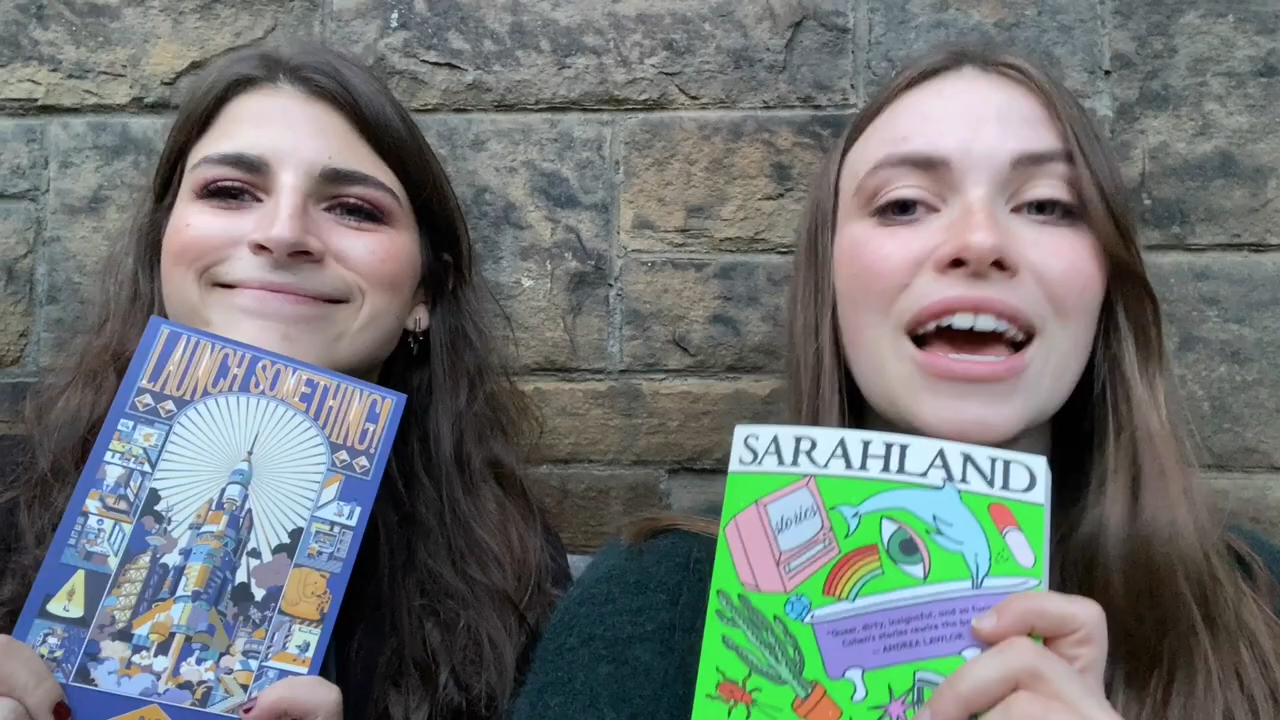 LAUNCH SOMETHING!
SARAHLAND
stories
"Queer, dirty, insightful, and so funny
Cohen's stories rewire the
— ANDREA LAWLOR